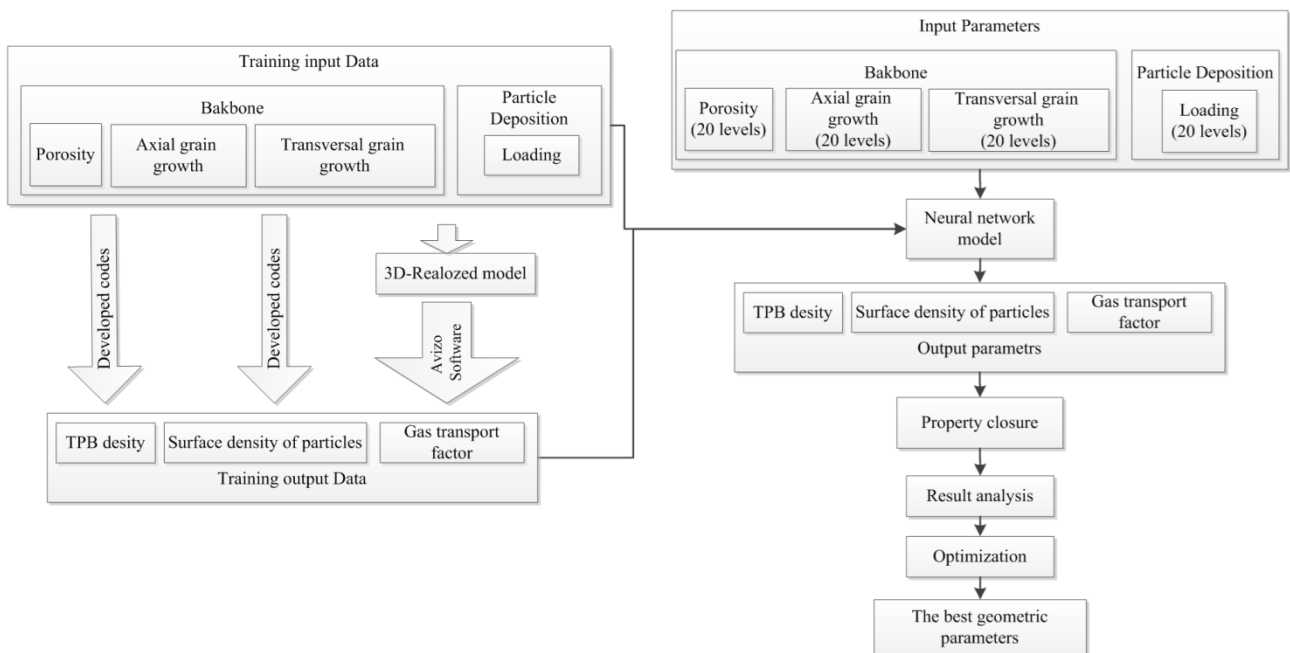 Training input Data
Bakbone
Porosity
Axial grain
growth
Transversal grain
growth
Particle
Deposition
Loading
Developed codes
Developed codes
3D-Realozed model
Avizo
Software
TPB desity
Surface density of particles
Gas transport
factor
Training output Data
Input Parameters
Bakbone
Porosity
(20 levels)
Axial grain
growth
(20 levels)
Transversal grain
growth
(20 levels)
Particle Deposition
Loading
(20 levels)
Neural network
model
TPB desity
Surface density of particles
Gas transport
factor
Output parametrs
Property closure
Result analysis
Optimization
The best geometric
parameters